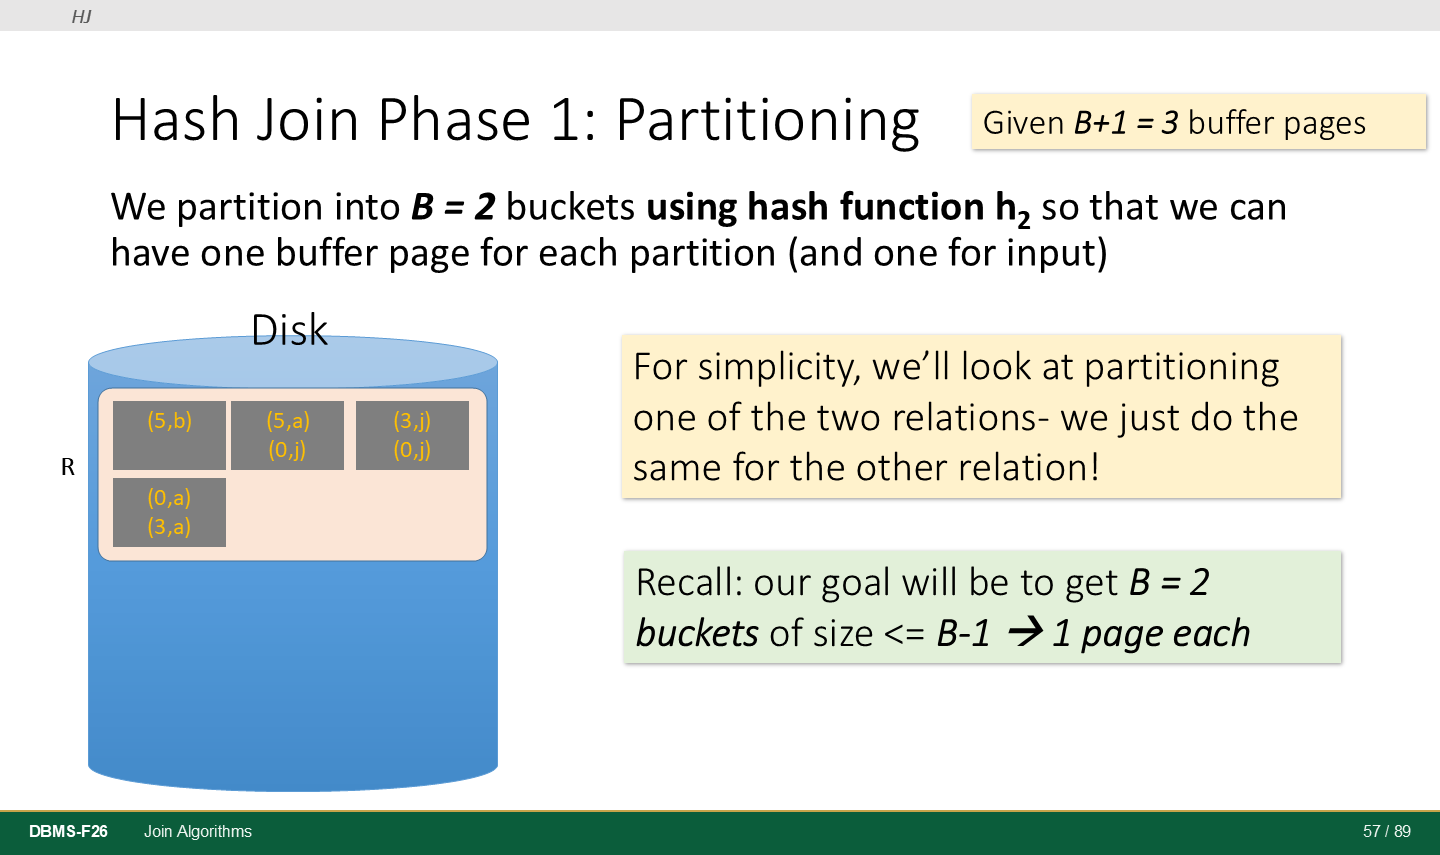 HJ
Hash Join Phase 1: Partitioning
Given B+1 = 3 buffer pages
We partition into B = 2 buckets using hash function h2 so that we can
have one buffer page for each partition (and one for input)
Disk
(5,b)
(5,a)
(0,j)
(3,j)
(0,j)
R
(0,a)
(3,a)
For simplicity, we’ll look at partitioning
one of the two relations- we just do the
same for the other relation!
Recall: our goal will be to get B = 2
buckets of size <= B-1 → 1 page each
DBMS-F26
Join Algorithms
57 / 89